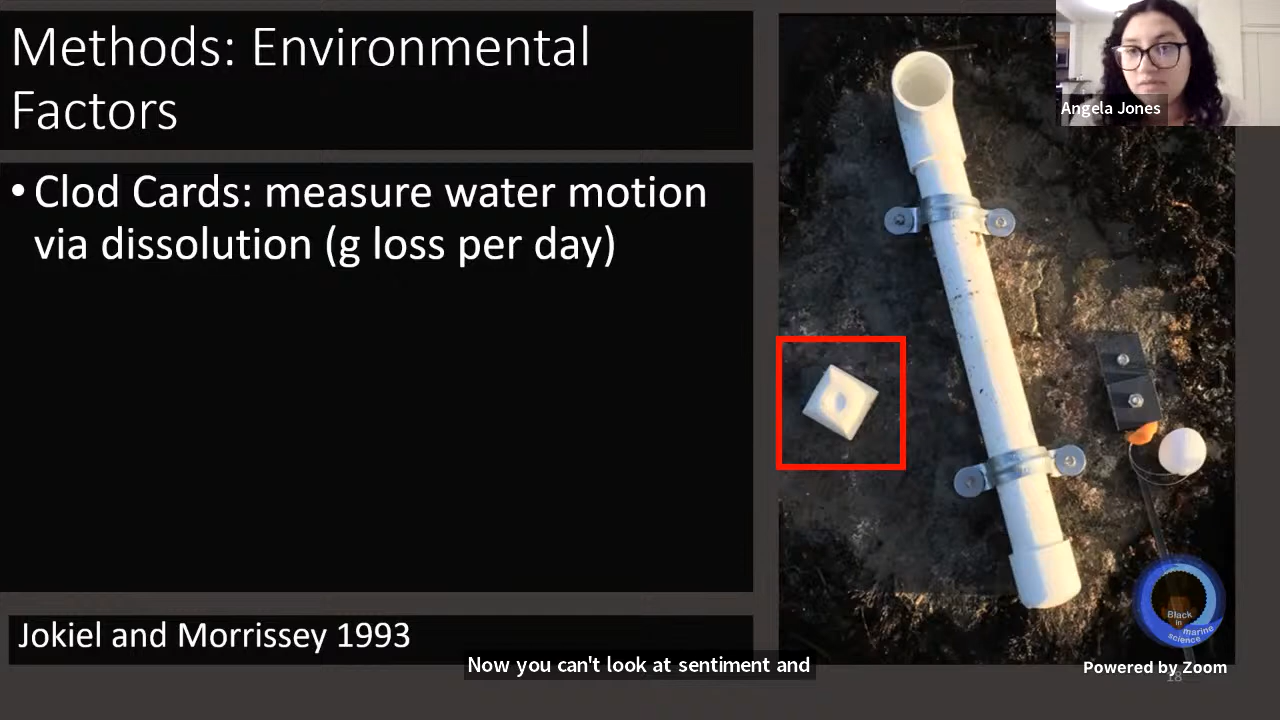 Methods: Environmental
Factors
• Clod Cards: measure water motion
via dissolution (g loss per day)
Jokiel and Morrissey 1993
Angela Jones
Black
in
marine
science
Now you can't look at sentiment and
Powered by Zoom
18